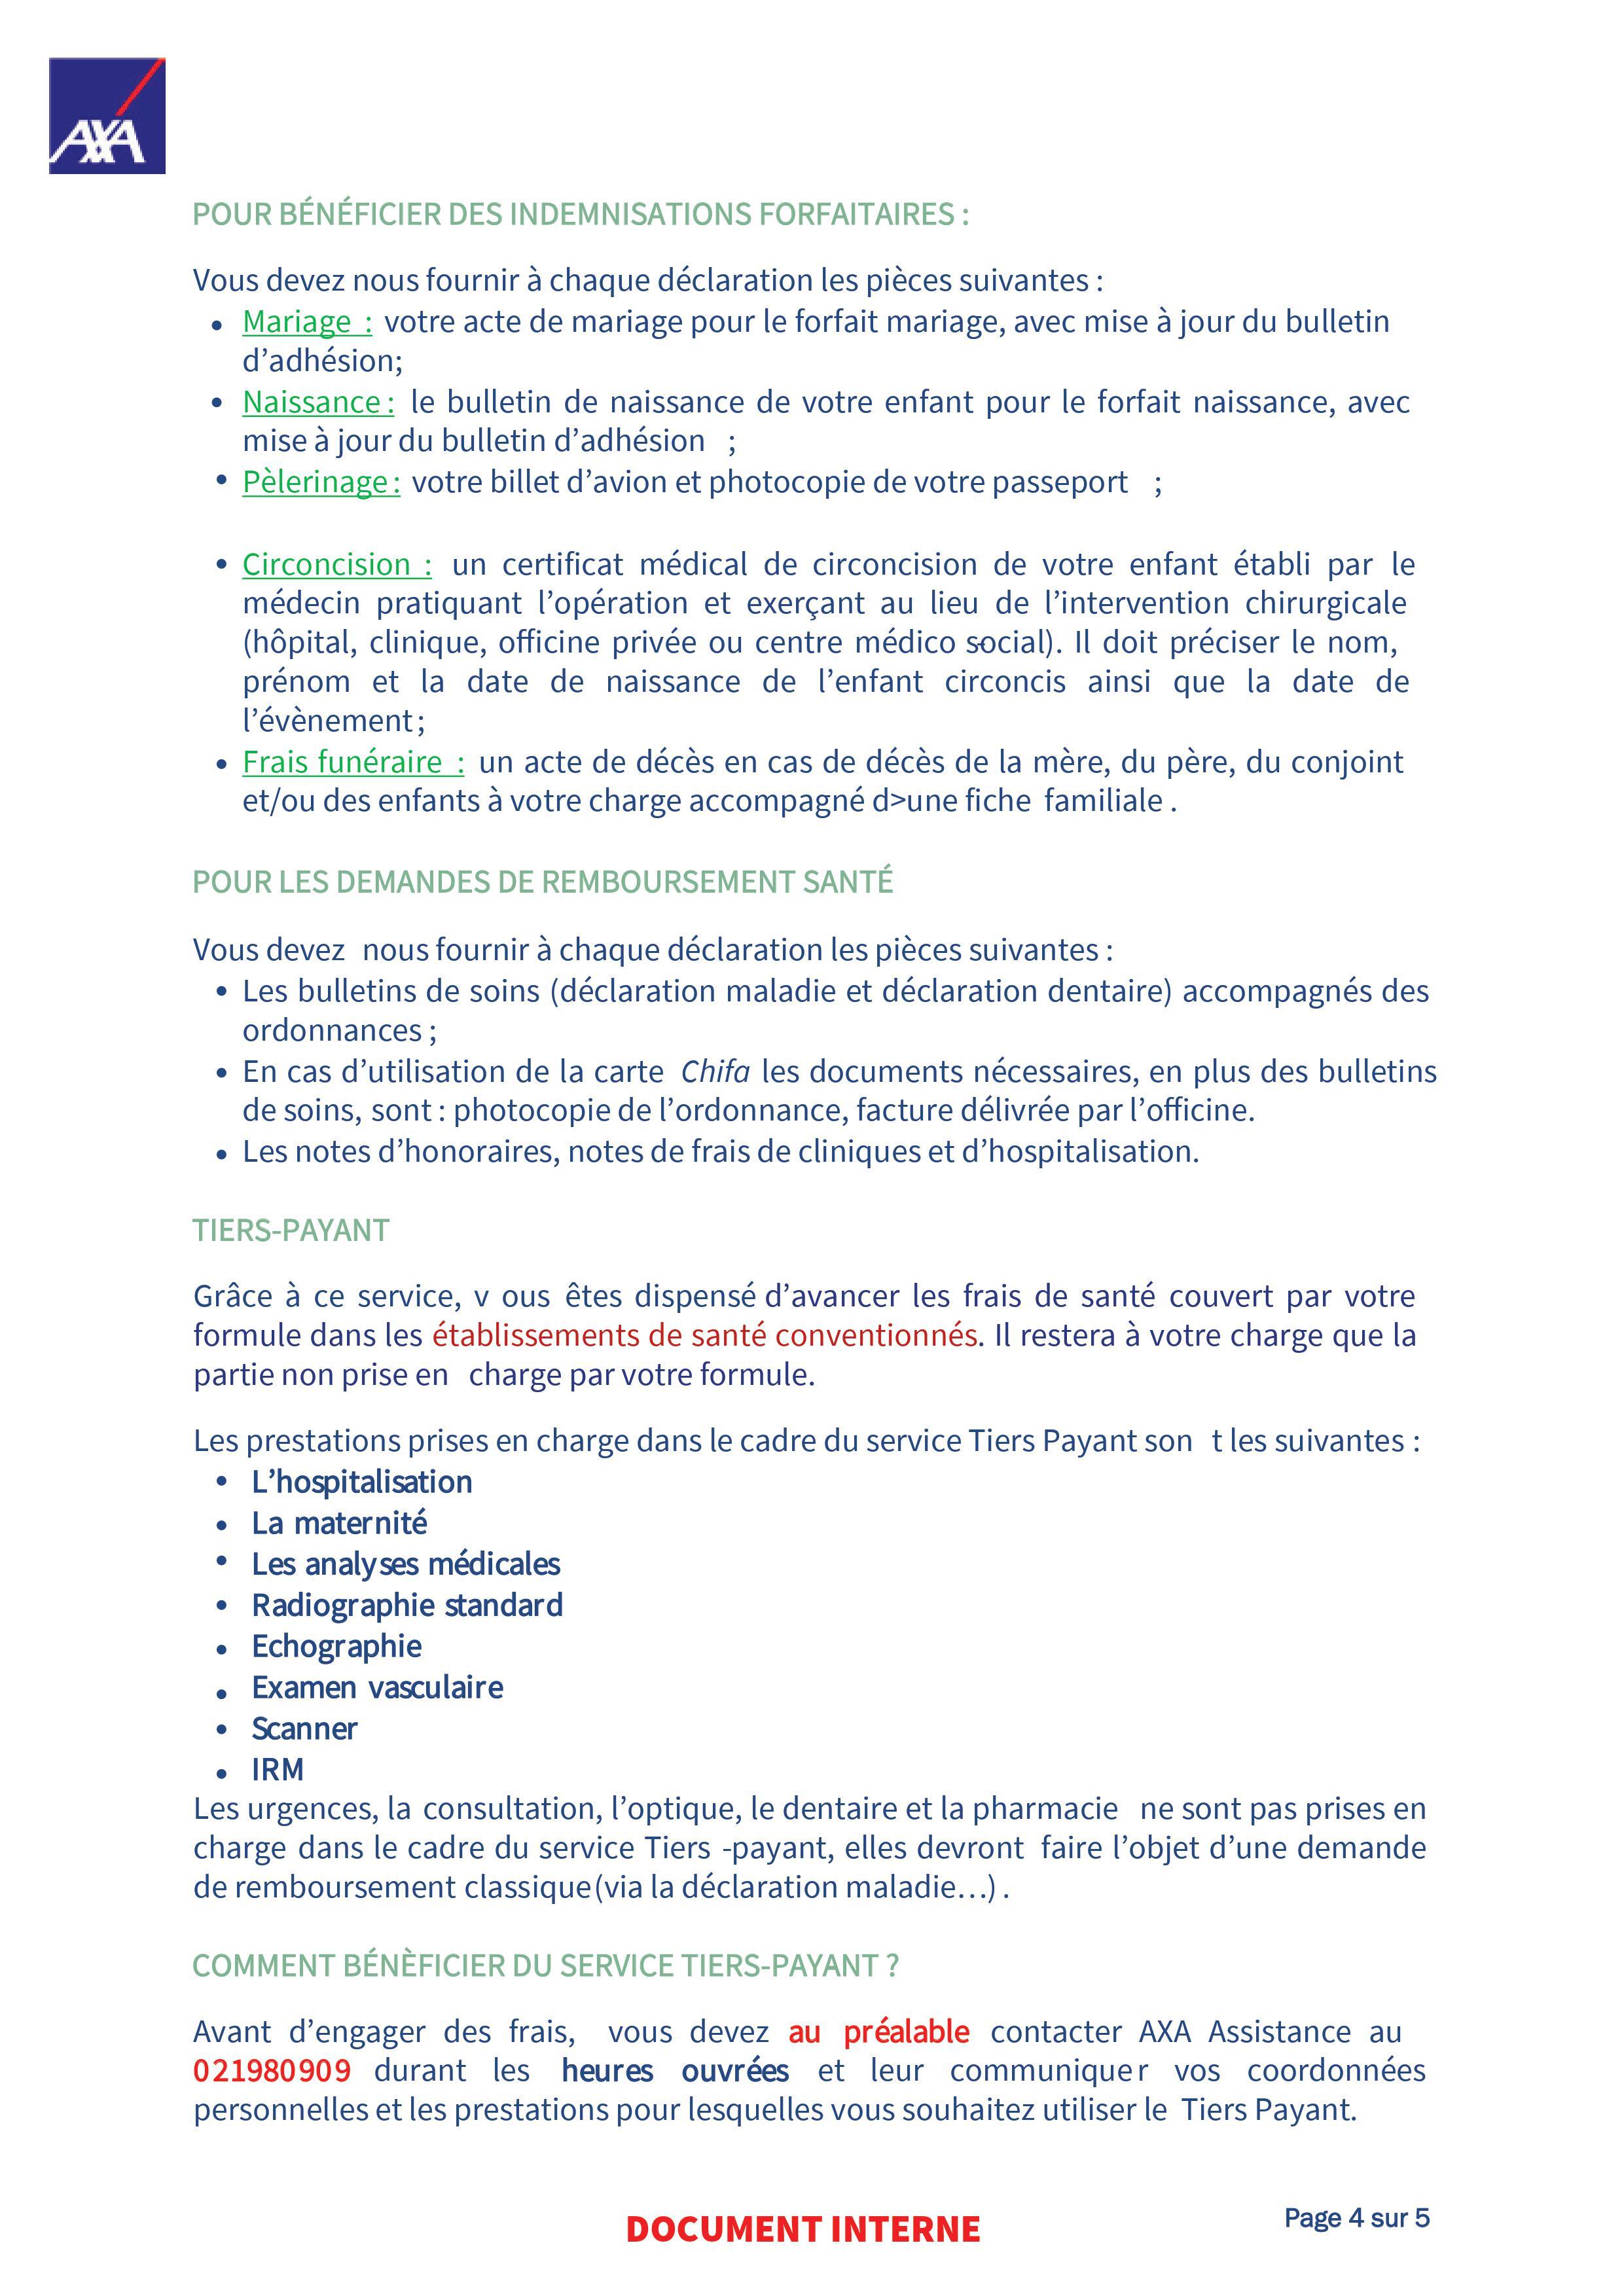 AXA
POUR BÉNÉFICIER DES INDEMNISATIONS FORFAITAIRES :
Vous devez nous fournir à chaque déclaration les pièces suivantes :
• Mariage : votre acte de mariage pour le forfait mariage, avec mise à jour du bulletin
d’adhésion;
• Naissance : le bulletin de naissance de votre enfant pour le forfait naissance, avec
mise à jour du bulletin d’adhésion ;
• Pèlerinage : votre billet d’avion et photocopie de votre passeport ;
• Circoncision : un certificat médical de circoncision de votre enfant établi par le
médecin pratiquant l’opération et exerçant au lieu de l’intervention chirurgicale
(hôpital, clinique, officine privée ou centre médico social). Il doit préciser le nom,
prénom et la date de naissance de l’enfant circoncis ainsi que la date de
l’évènement ;
• Frais funéraire : un acte de décès en cas de décès de la mère, du père, du conjoint
et/ou des enfants à votre charge accompagné d>une fiche familiale .
POUR LES DEMANDES DE REMBOURSEMENT SANTÉ
Vous devez nous fournir à chaque déclaration les pièces suivantes :
• Les bulletins de soins (déclaration maladie et déclaration dentaire) accompagnés des
ordonnances ;
• En cas d’utilisation de la carte Chifa les documents nécessaires, en plus des bulletins
de soins, sont : photocopie de l’ordonnance, facture délivrée par l’officine.
• Les notes d’honoraires, notes de frais de cliniques et d’hospitalisation.
TIERS-PAYANT
Grâce à ce service, v ous êtes dispensé d’avancer les frais de santé couvert par votre
formule dans les établissements de santé conventionnés. Il restera à votre charge que la
partie non prise en charge par votre formule.
Les prestations prises en charge dans le cadre du service Tiers Payant son t les suivantes :
• L’hospitalisation
• La maternité
• Les analyses médicales
• Radiographie standard
• Echographie
• Examen vasculaire
• Scanner
• IRM
Les urgences, la consultation, l’optique, le dentaire et la pharmacie ne sont pas prises en
charge dans le cadre du service Tiers -payant, elles devront faire l’objet d’une demande
de remboursement classique (via la déclaration maladie…) .
COMMENT BÉNÈFICIER DU SERVICE TIERS-PAYANT ?
Avant d’engager des frais, vous devez au préalable contacter AXA Assistance au
021980909 durant les heures ouvrées et leur communiquer vos coordonnées
personnelles et les prestations pour lesquelles vous souhaitez utiliser le Tiers Payant.
DOCUMENT INTERNE
Page 4 sur 5